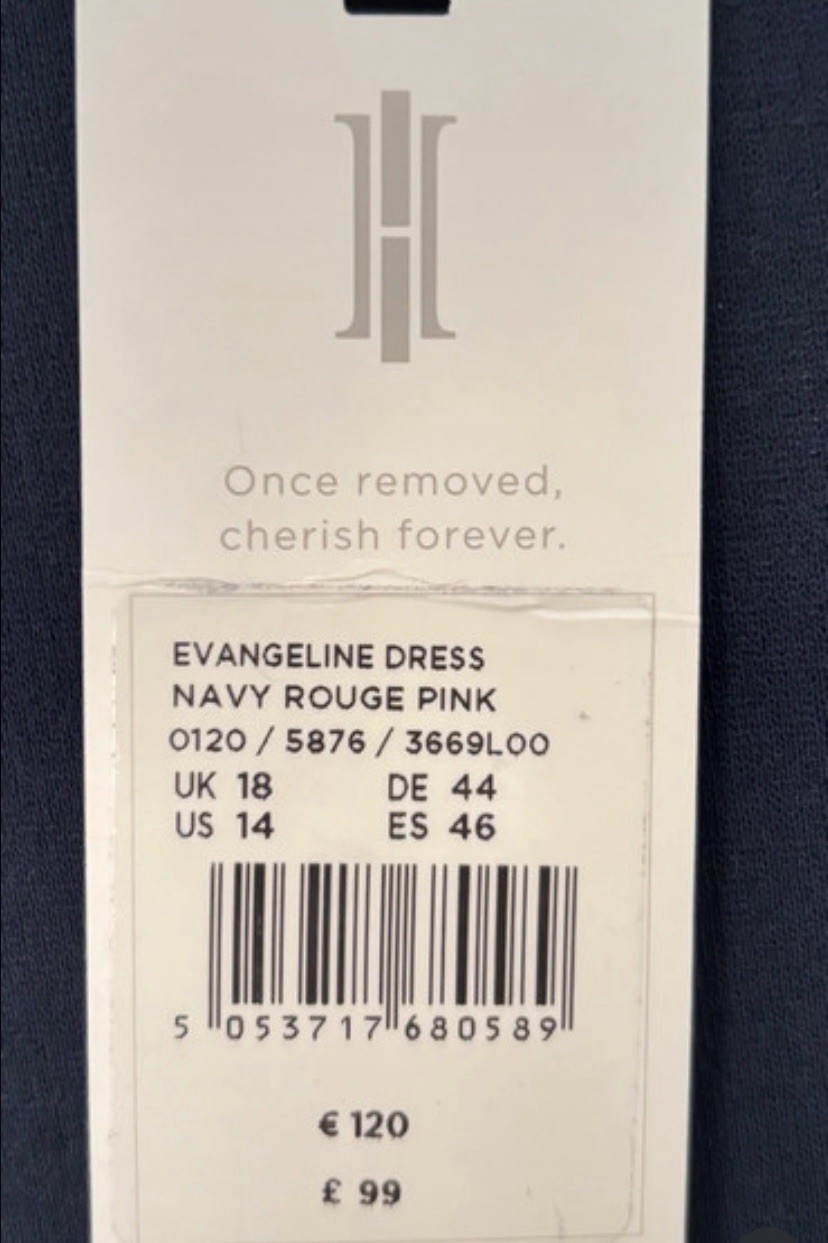 Once removed,
cherish forever.
EVANGELINE DRESS
NAVY ROUGE PINK
0120 / 5876 / 3669L00
UK 18 DE 44
US 14 ES 46
5 053717 680589
€ 120
£ 99